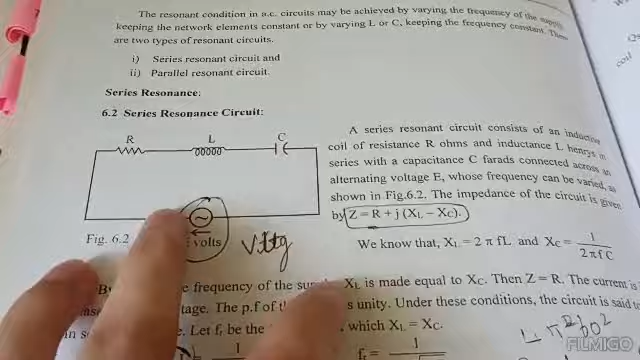 The resonant condition in a.c. circuits may be achieved by varying the frequency of the supply
keeping the network elements constant or by varying L or C, keeping the frequency constant. There
are two types of resonant circuits.
i) Series resonant circuit and
ii) Parallel resonant circuit.
Series Resonance:
6.2 Series Resonance Circuit:
R L C
A series resonant circuit consists of an inductive
coil of resistance R ohms and inductance L henrys in
series with a capacitance C farads connected across an
alternating voltage E, whose frequency can be varied, as
shown in Fig.6.2. The impedance of the circuit is given
by Z = R + j (XL – XC).
Fig. 6.2
volts
We know that, XL = 2 π fL and XC = 1 / 2 π f C
frequency of the XL is made equal to XC. Then Z = R. The current is
The p.f of unity. Under these conditions, the circuit is said to
Let fr be the which XL = XC.
1
fr = 1
coil
FILMIGO